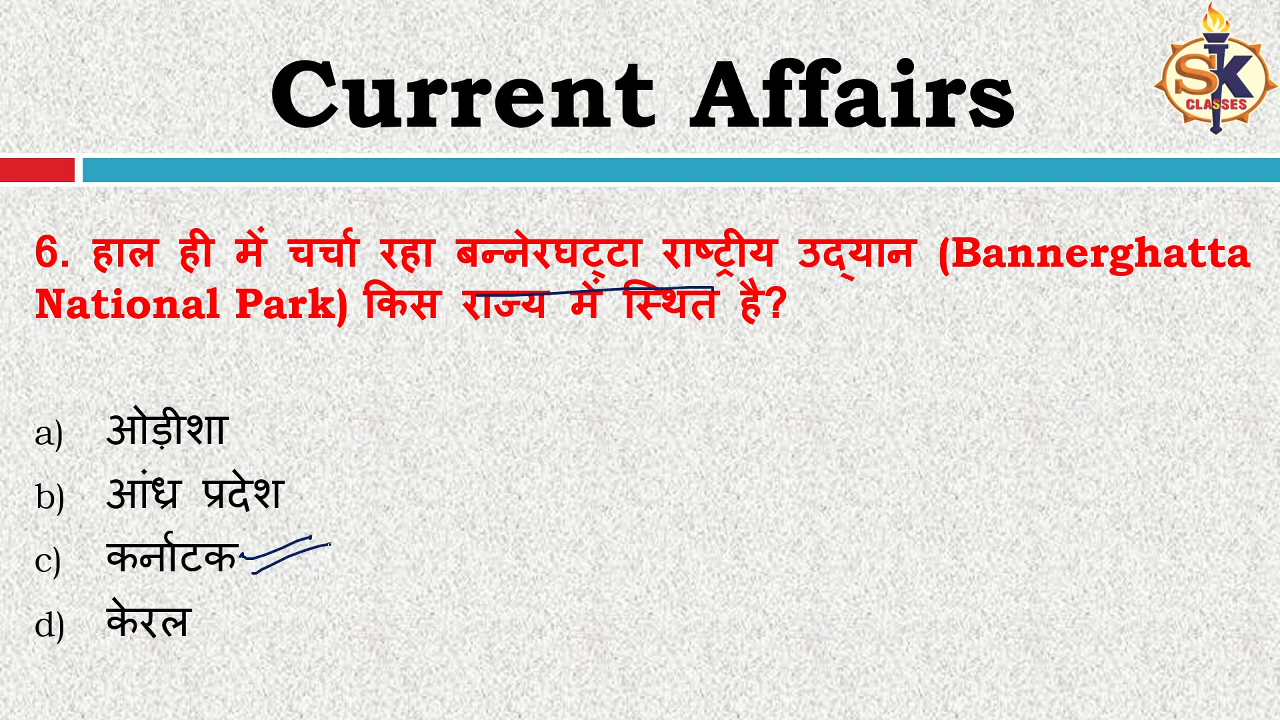 Current Affairs
SK
CLASSES
6. हाल ही में चर्चा रहा बन्नेरघट्टा राष्ट्रीय उद्यान (Bannerghatta
National Park) किस राज्य में स्थित है?
a) ओड़ीशा
b) आंध्र प्रदेश
c) कर्नाटक
d) केरल